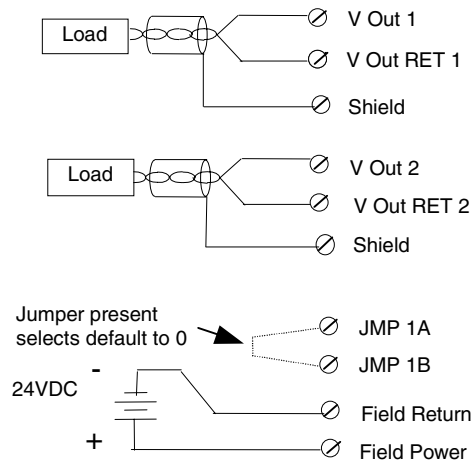 Load
V Out 1
V Out RET 1
Shield
Load
V Out 2
V Out RET 2
Shield
Jumper present
selects default to 0
JMP 1A
JMP 1B
-
24VDC
+
Field Return
Field Power